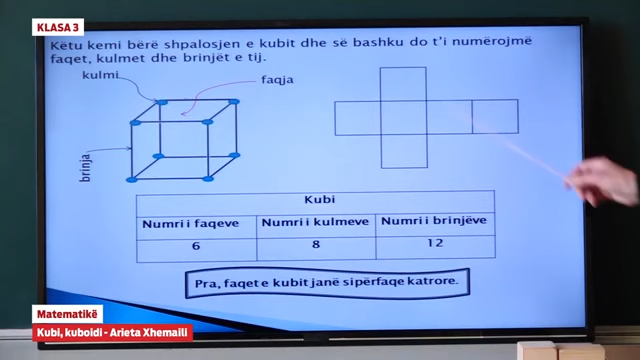 KLASA 3
Këtu kemi bërë shpalosjen e kubit dhe së bashku do t'i numërojmë
faqet, kulmet dhe brinjët e tij.
kulmi
faqja
brinja
Kubi
Numri i faqeve Numri i kulmeve Numri i brinjëve
6 8 12
Pra, faqet e kubit janë sipërfaqe katrore.
Matematikë
Kubi, kuboidi - Arieta Xhemaili